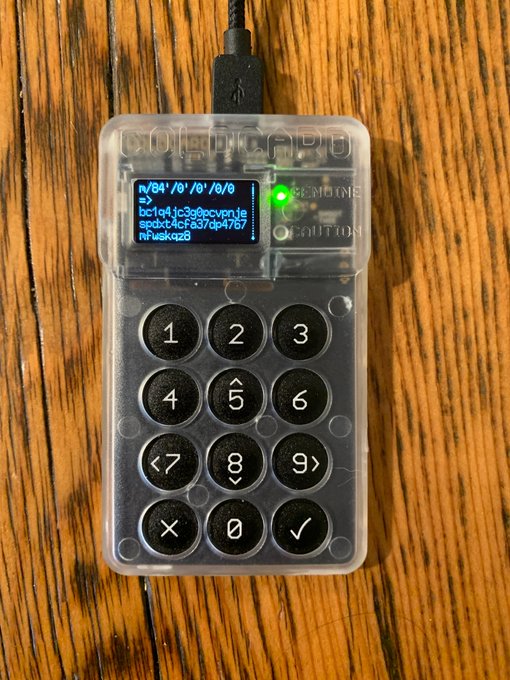 COLDCARD
m/84'/0'/0'/0/0
=>
bc1q4jc3g0pcvpnje
spdxt4cfa37dp4767
mfwskqz8
GENUINE
CAUTION
1 2 3
4 5 6
<7 8 9>
× 0 ✓